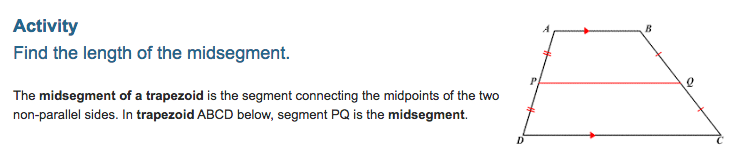 Activity
Find the length of the midsegment.
The midsegment of a trapezoid is the segment connecting the midpoints of the two
non-parallel sides. In trapezoid ABCD below, segment PQ is the midsegment.
A
B
P
Q
D
C